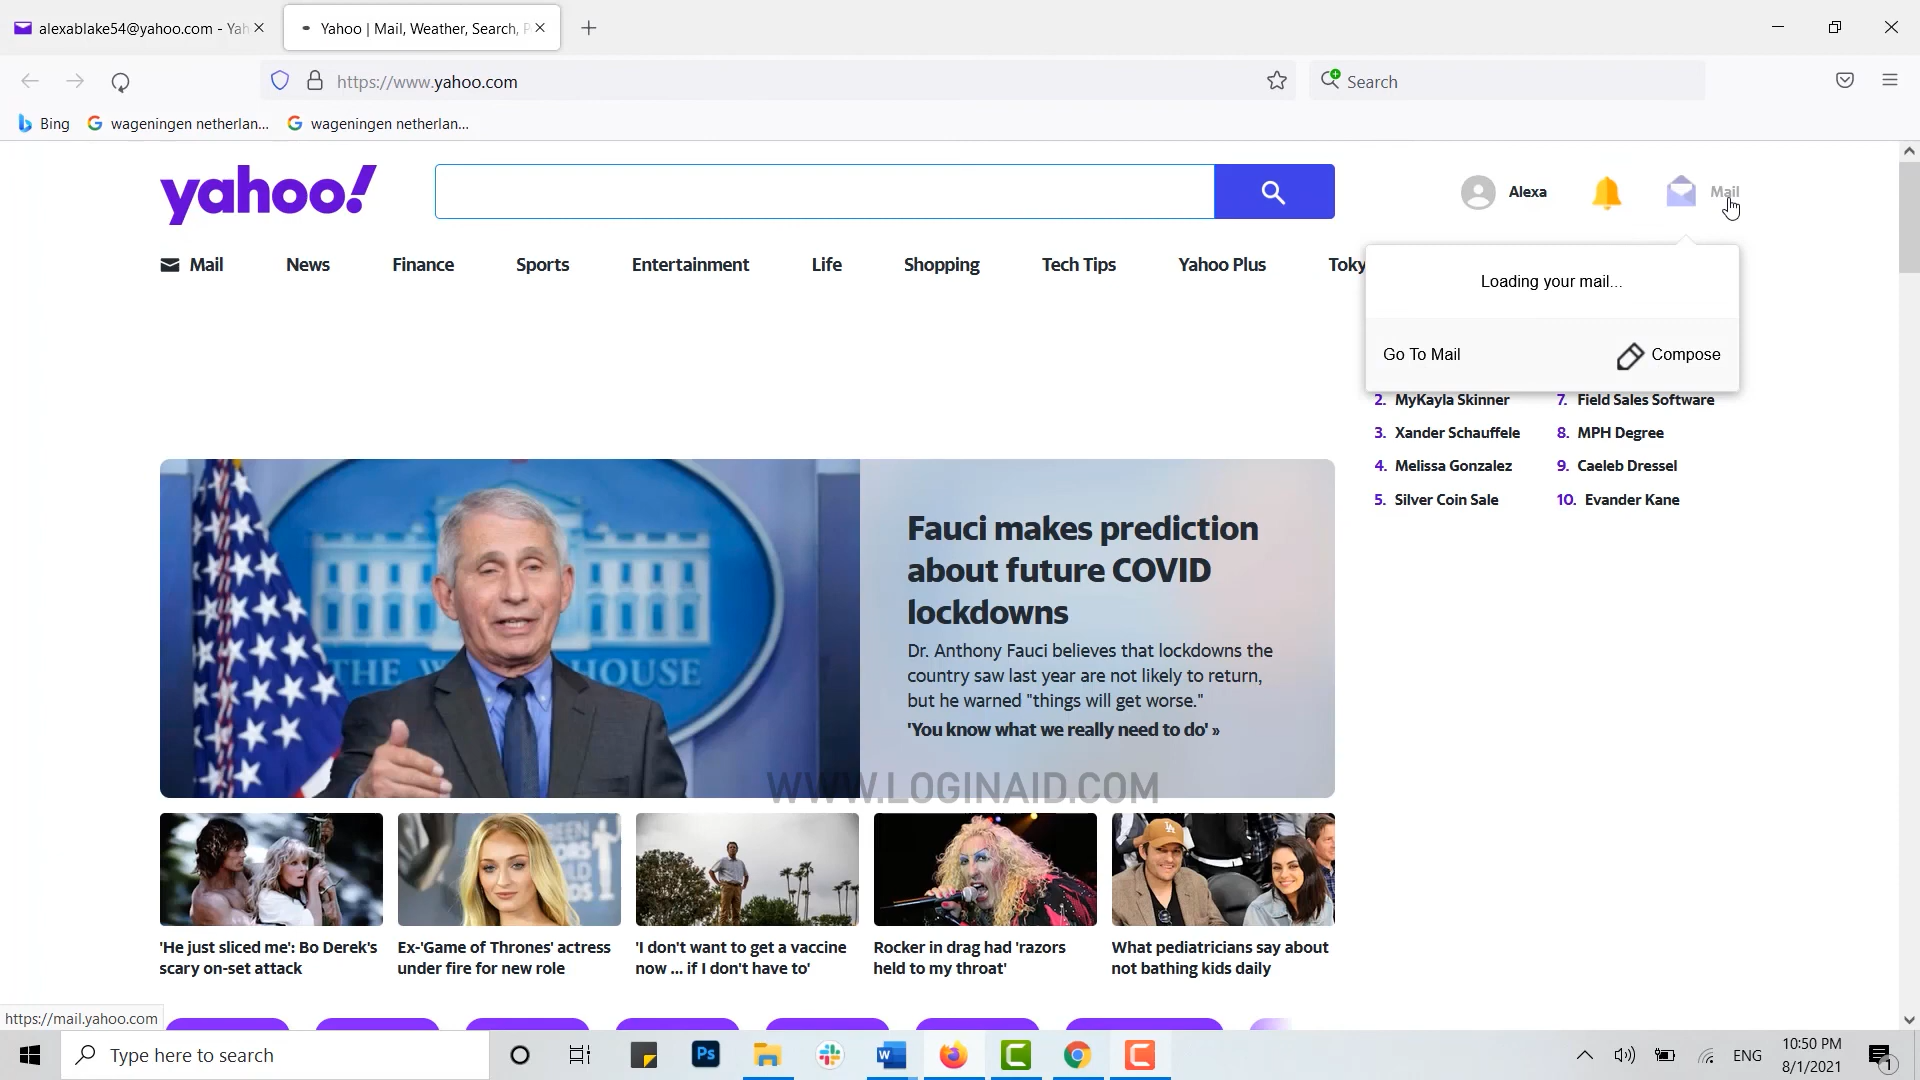 alexablake54@yahoo.com - Yah
Yahoo | Mail, Weather, Search, P
https://www.yahoo.com
Search
Bing
wageningen netherlan...
wageningen netherlan...
yahoo!
Alexa
Mail
Mail
News
Finance
Sports
Entertainment
Life
Shopping
Tech Tips
Yahoo Plus
Toky
Loading your mail...
Go To Mail
Compose
2. MyKayla Skinner
3. Xander Schauffele
4. Melissa Gonzalez
5. Silver Coin Sale
7. Field Sales Software
8. MPH Degree
9. Caeleb Dressel
10. Evander Kane
THE W HOUSE
Fauci makes prediction
about future COVID
lockdowns
Dr. Anthony Fauci believes that lockdowns the
country saw last year are not likely to return,
but he warned "things will get worse."
'You know what we really need to do' »
WWW.LOGINAID.COM
'He just sliced me': Bo Derek's
scary on-set attack
Ex-'Game of Thrones' actress
under fire for new role
'I don't want to get a vaccine
now ... if I don't have to'
Rocker in drag had 'razors
held to my throat'
What pediatricians say about
not bathing kids daily
https://mail.yahoo.com
Type here to search
Ps
W
C
C
ENG
10:50 PM
8/1/2021
1